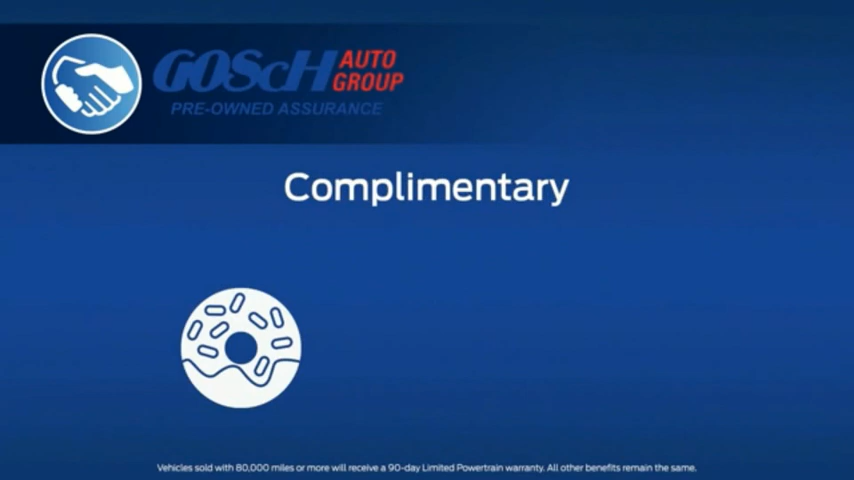 GOSCH AUTO GROUP
PRE-OWNED ASSURANCE
Complimentary
Vehicles sold with 80,000 miles or more will receive a 90-day Limited Powertrain warranty. All other benefits remain the same.